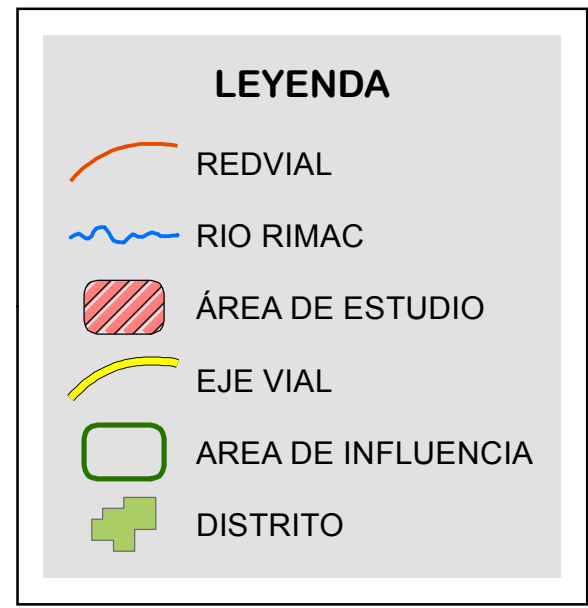 LEYENDA
REDVIAL
RIO RIMAC
ÁREA DE ESTUDIO
EJE VIAL
AREA DE INFLUENCIA
DISTRITO